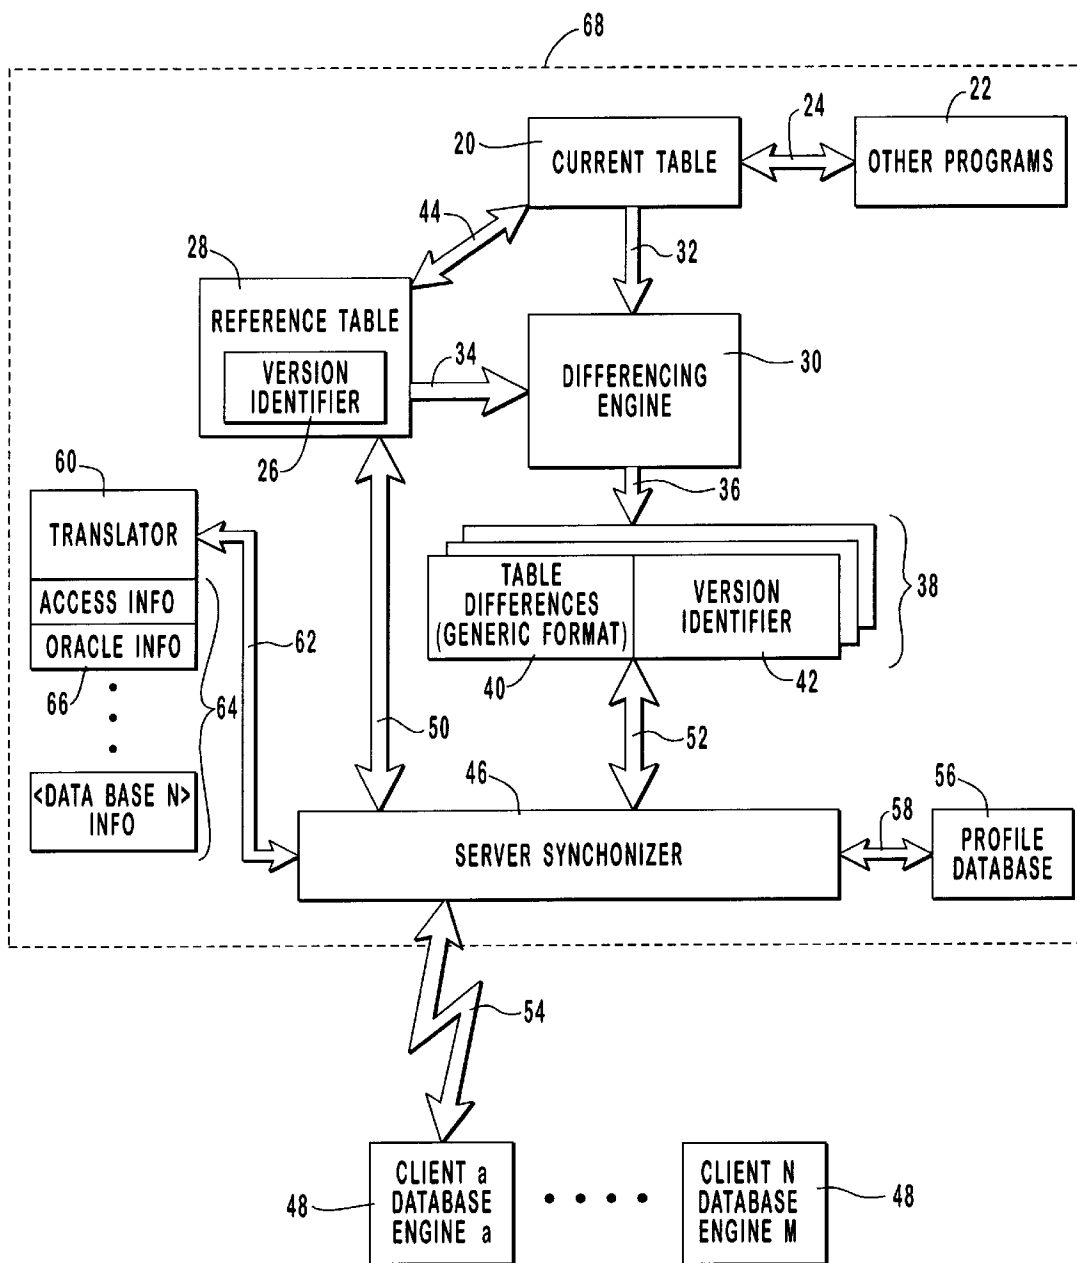 68
20
CURRENT TABLE
24
22
OTHER PROGRAMS
44
32
28
REFERENCE TABLE
VERSION
IDENTIFIER
26
34
DIFFERENCING
ENGINE
30
36
60
TRANSLATOR
ACCESS INFO
ORACLE INFO
66
64
<DATA BASE N>
INFO
62
50
TABLE
DIFFERENCES
(GENERIC FORMAT)
40
VERSION
IDENTIFIER
42
38
52
46
SERVER SYNCHONIZER
58
56
PROFILE
DATABASE
54
48
CLIENT a
DATABASE
ENGINE a
CLIENT N
DATABASE
ENGINE M
48